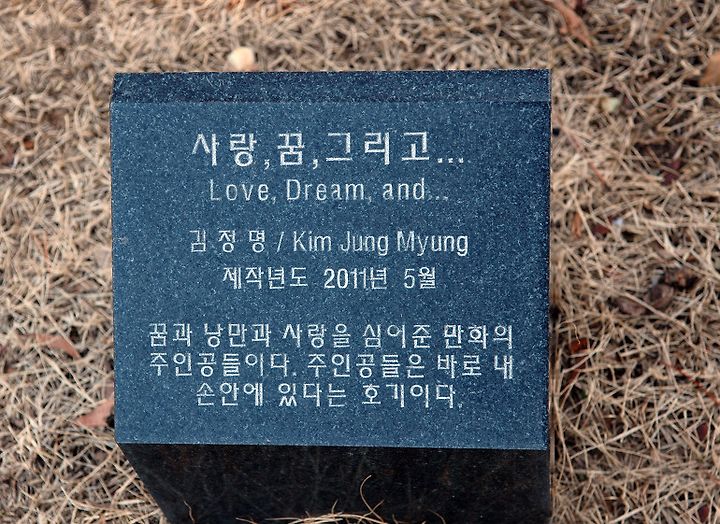 사랑,꿈,그리고...
Love, Dream, and...
김 정 명 / Kim Jung Myung
제작년도 2011년 5월
꿈과 낭만과 사랑을 심어준 만화의
주인공들이다. 주인공들은 바로 내
손안에 있다는 호기이다.